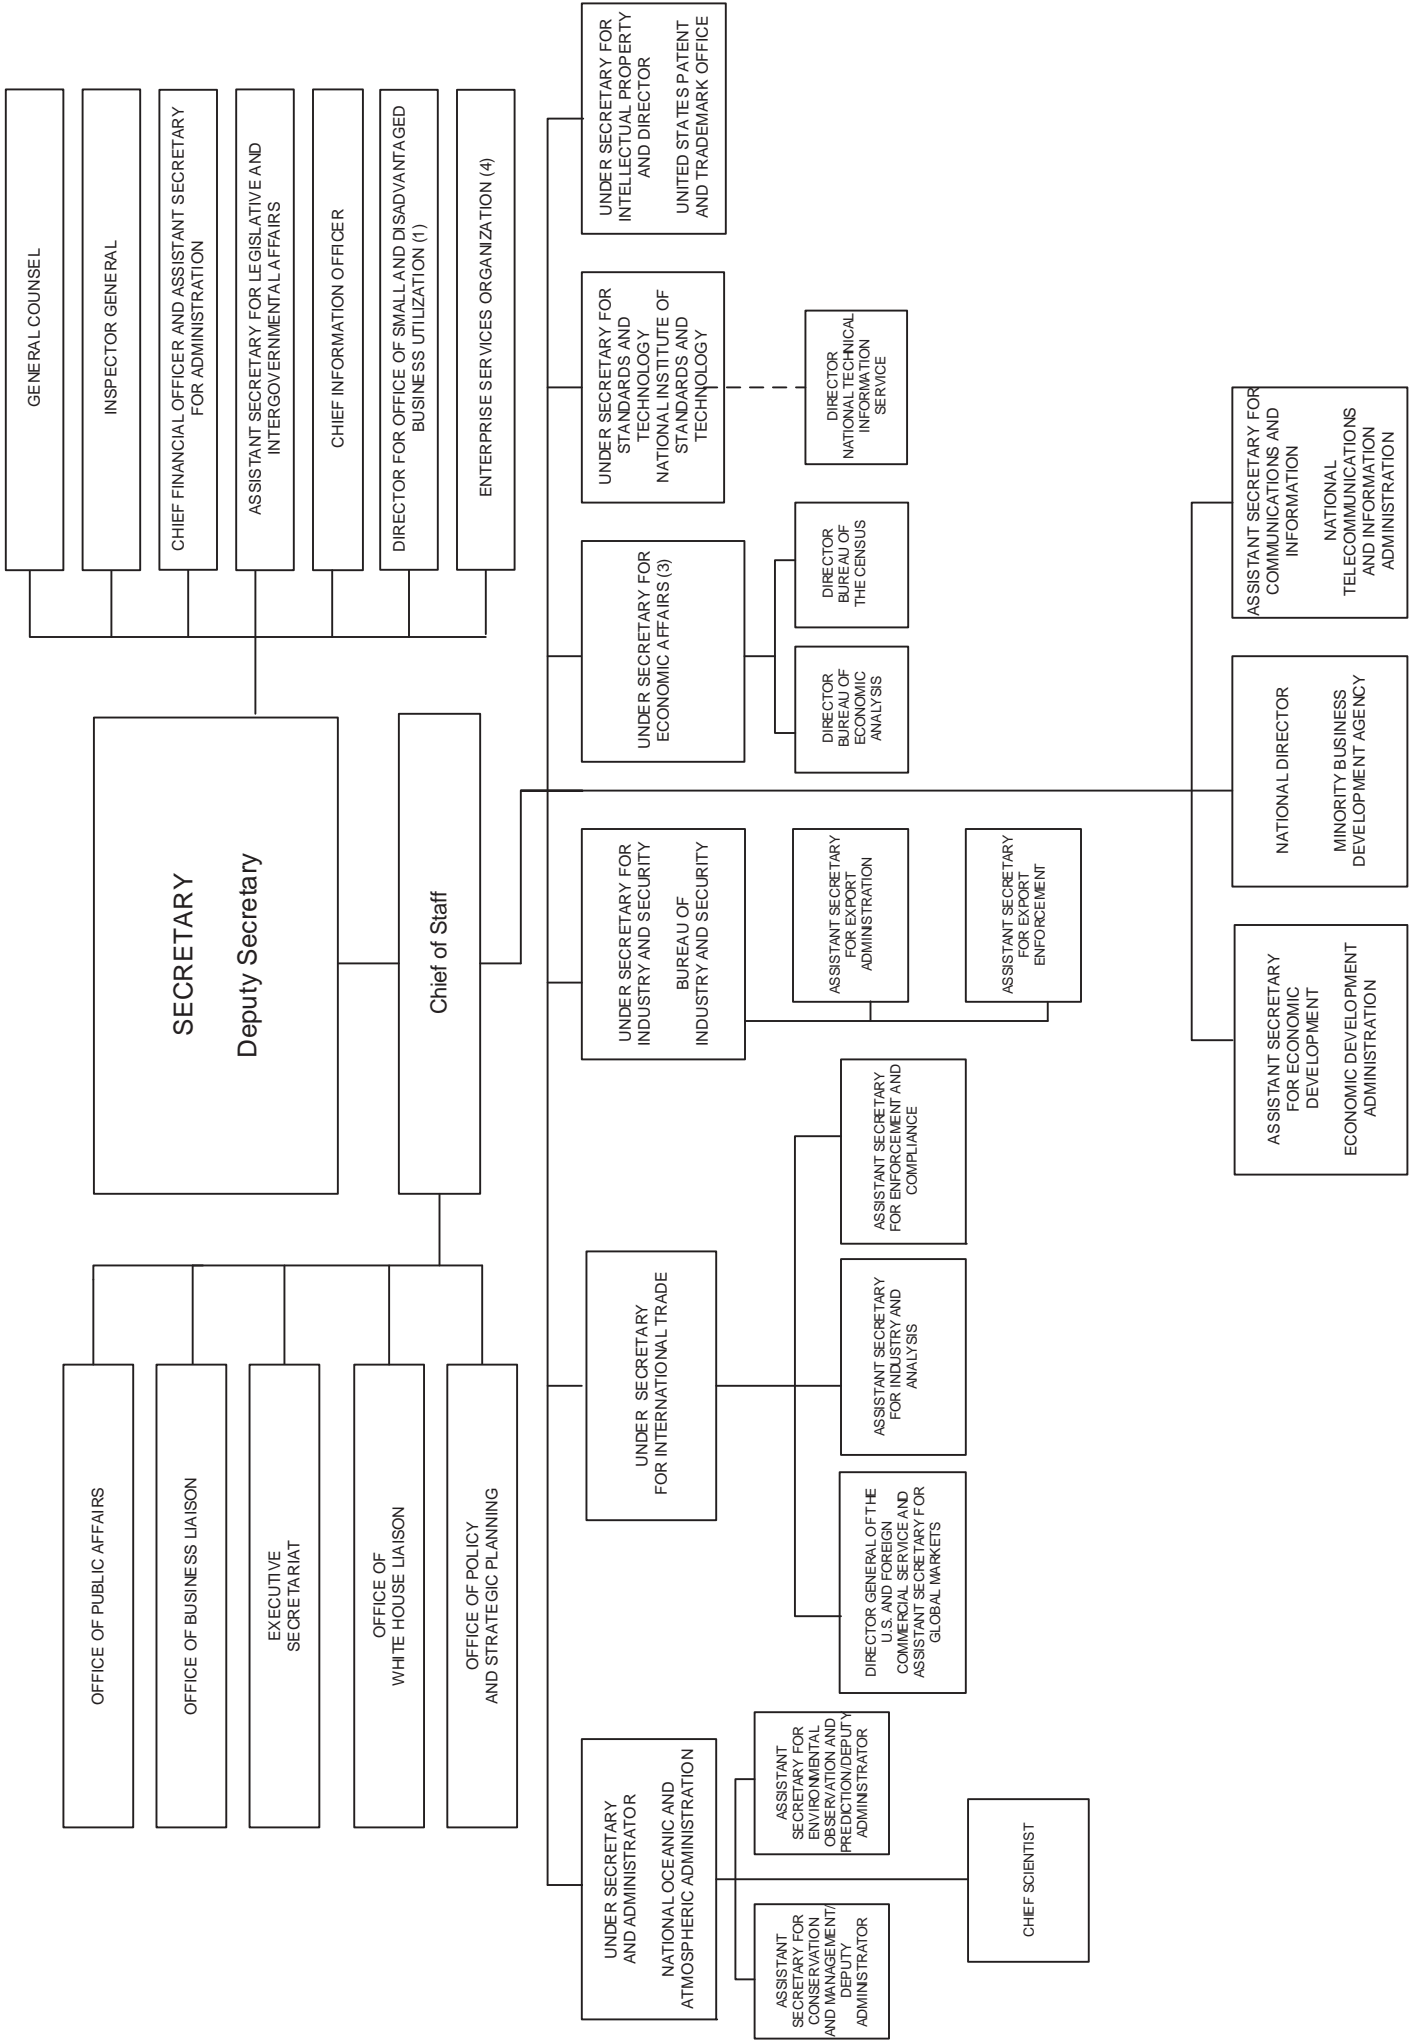 SECRETARY
Deputy Secretary
Chief of Staff
OFFICE OF PUBLIC AFFAIRS
OFFICE OF BUSINESS LIAISON
EXECUTIVE
SECRETARIAT
OFFICE OF
WHITE HOUSE LIAISON
OFFICE OF POLICY
AND STRATEGIC PLANNING
GENERAL COUNSEL
INSPECTOR GENERAL
CHIEF FINANCIAL OFFICER AND ASSISTANT SECRETARY
FOR ADMINISTRATION
ASSISTANT SECRETARY FOR LEGISLATIVE AND
INTERGOVERNMENTAL AFFAIRS
CHIEF INFORMATION OFFICER
DIRECTOR FOR OFFICE OF SMALL AND DISADVANTAGED
BUSINESS UTILIZATION (1)
ENTERPRISE SERVICES ORGANIZATION (4)
UNDER SECRETARY
AND ADMINISTRATOR
NATIONAL OCEANIC AND
ATMOSPHERIC ADMINISTRATION
ASSISTANT
SECRETARY FOR
CONSERVATION
AND MANAGEMENT/
DEPUTY
ADMINISTRATOR
ASSISTANT
SECRETARY FOR
ENVIRONMENTAL
OBSERVATION AND
PREDICTION/DEPUTY
ADMINISTRATOR
CHIEF SCIENTIST
UNDER SECRETARY
FOR INTERNATIONAL TRADE
DIRECTOR GENERAL OF THE
U.S. AND FOREIGN
COMMERCIAL SERVICE AND
ASSISTANT SECRETARY FOR
GLOBAL MARKETS
ASSISTANT SECRETARY
FOR INDUSTRY AND
ANALYSIS
ASSISTANT SECRETARY
FOR ENFORCEMENT AND
COMPLIANCE
UNDER SECRETARY FOR
INDUSTRY AND SECURITY
BUREAU OF
INDUSTRY AND SECURITY
ASSISTANT SECRETARY
FOR EXPORT
ADMINISTRATION
ASSISTANT SECRETARY
FOR EXPORT
ENFORCEMENT
UNDER SECRETARY FOR
ECONOMIC AFFAIRS (3)
DIRECTOR
BUREAU OF
ECONOMIC
ANALYSIS
DIRECTOR
BUREAU OF
THE CENSUS
UNDER SECRETARY FOR
STANDARDS AND
TECHNOLOGY
NATIONAL INSTITUTE OF
STANDARDS AND
TECHNOLOGY
DIRECTOR
NATIONAL TECHNICAL
INFORMATION
SERVICE
UNDER SECRETARY FOR
INTELLECTUAL PROPERTY
AND DIRECTOR
UNITED STATES PATENT
AND TRADEMARK OFFICE
ASSISTANT SECRETARY
FOR ECONOMIC
DEVELOPMENT
ECONOMIC DEVELOPMENT
ADMINISTRATION
NATIONAL DIRECTOR
MINORITY BUSINESS
DEVELOPMENT AGENCY
ASSISTANT SECRETARY FOR
COMMUNICATIONS AND
INFORMATION
NATIONAL
TELECOMMUNICATIONS
AND INFORMATION
ADMINISTRATION